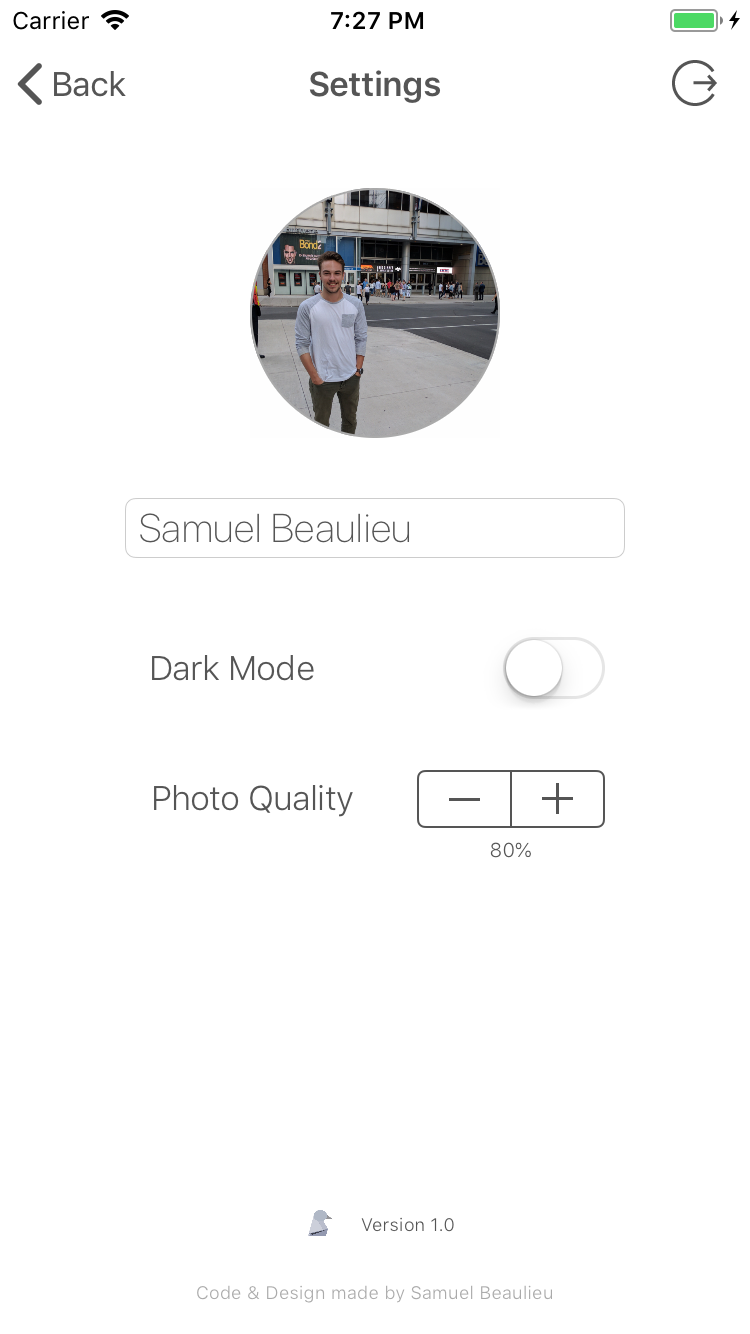 Carrier 7:27 PM
Back Settings
Samuel Beaulieu
Dark Mode
Photo Quality
80%
Version 1.0
Code & Design made by Samuel Beaulieu